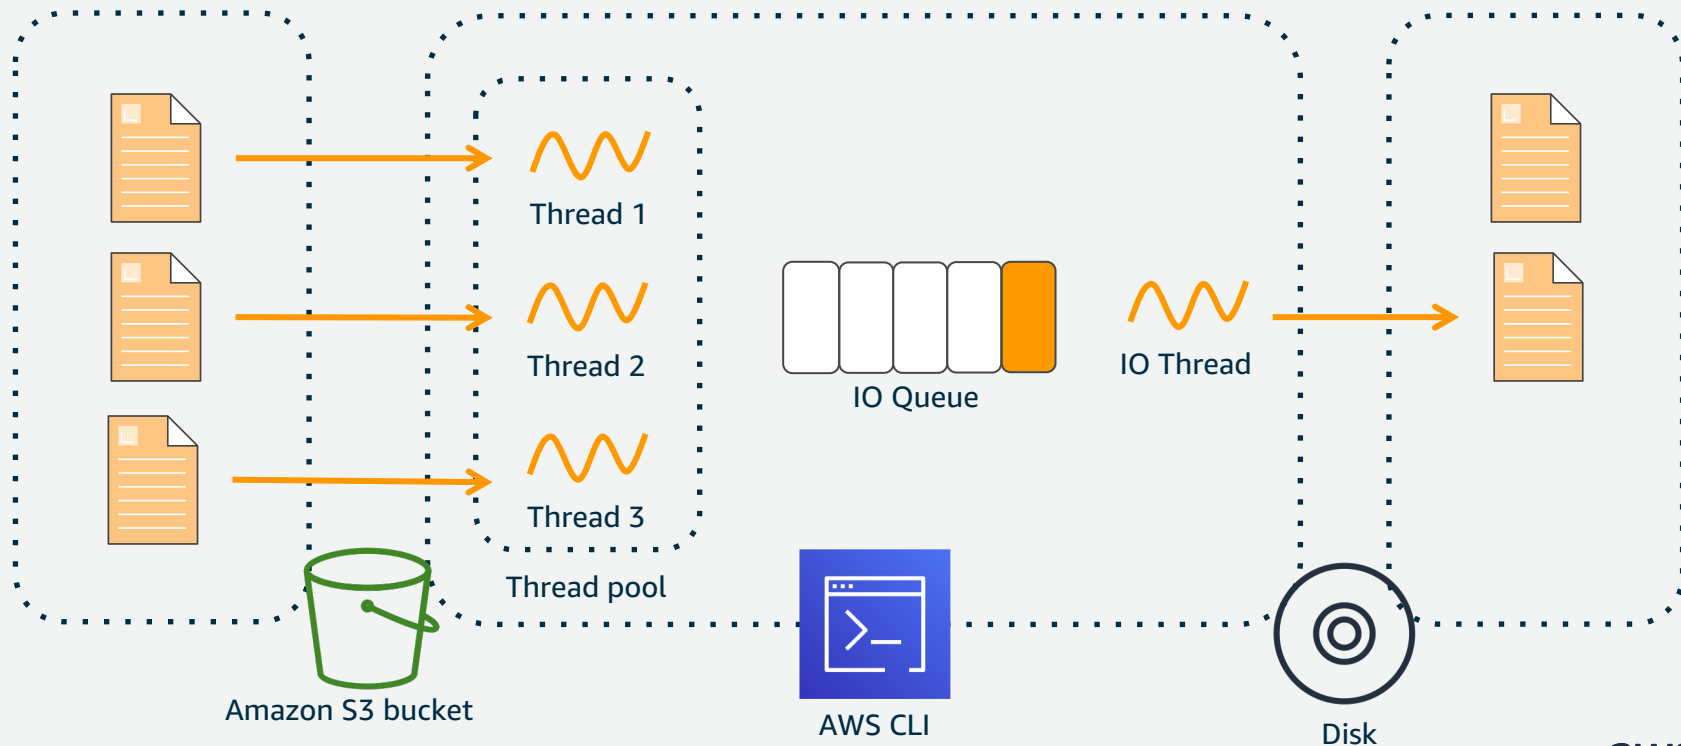 Thread 1
Thread 2
Thread 3
Thread pool
IO Queue
IO Thread
Amazon S3 bucket
AWS CLI
Disk